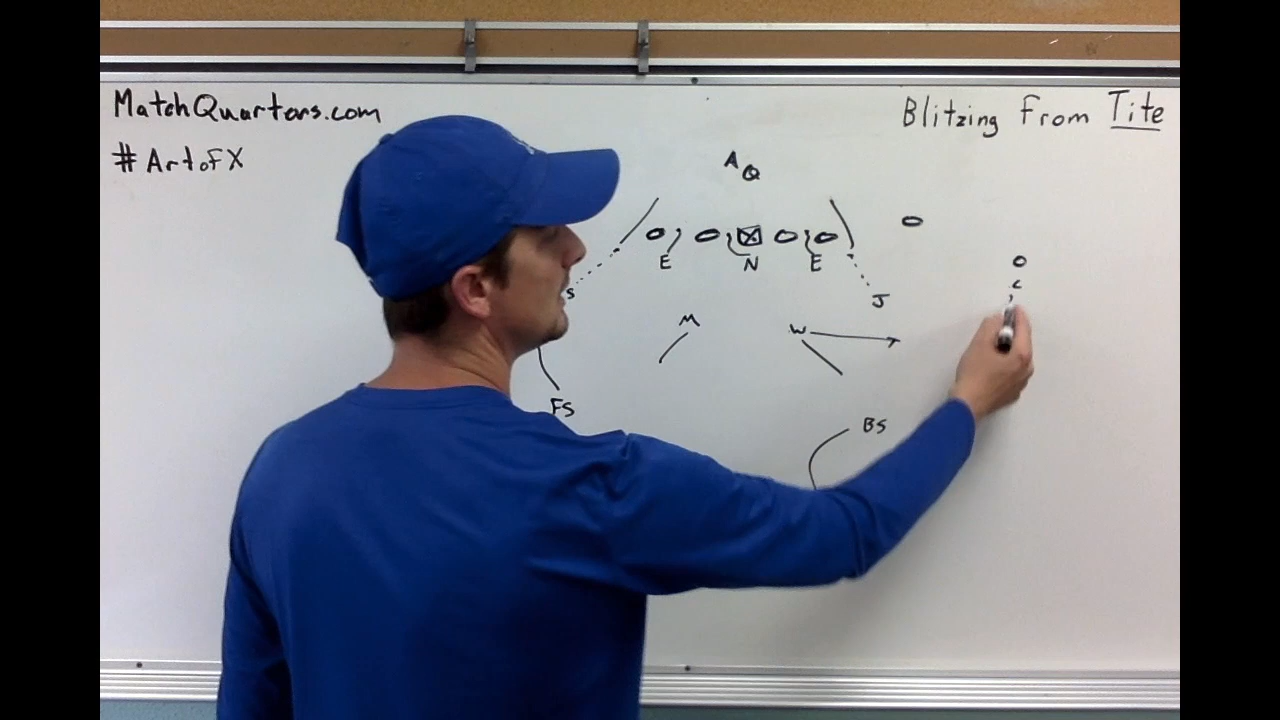 MatchQuarters.com
Blitzing From Tite
#ArtofX
A Q
E N E
S J
M W
FS BS
C